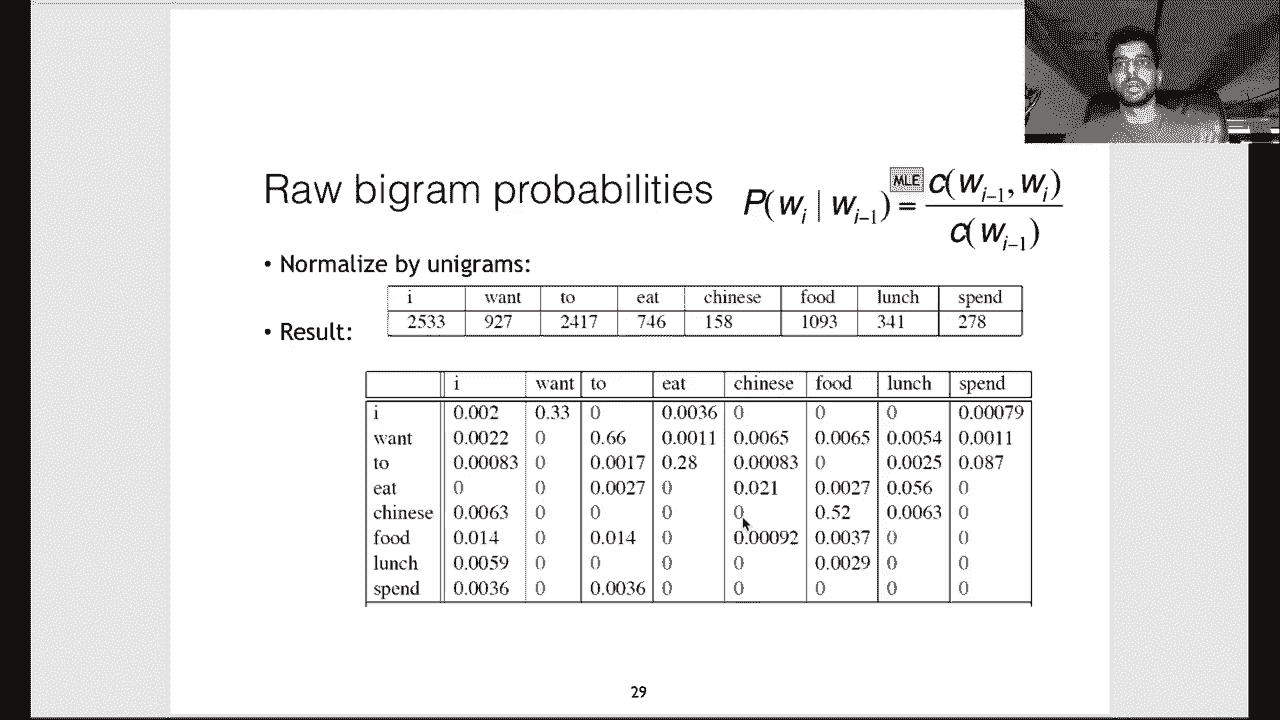 Raw bigram probabilities
P(w_i | w_{i-1}) =^{MLE} c(w_{i-1}, w_i) / c(w_{i-1})
• Normalize by unigrams:
i want to eat chinese food lunch spend
2533 927 2417 746 158 1093 341 278
• Result:
i want to eat chinese food lunch spend
i 0.002 0.33 0 0.0036 0 0 0 0.00079
want 0.0022 0 0.66 0.0011 0.0065 0.0065 0.0054 0.0011
to 0.00083 0 0.0017 0.28 0.00083 0 0.0025 0.087
eat 0 0 0.0027 0 0.021 0.0027 0.056 0
chinese 0.0063 0 0 0 0 0.52 0.0063 0
food 0.014 0 0.014 0 0.00092 0.0037 0 0
lunch 0.0059 0 0 0 0 0.0029 0 0
spend 0.0036 0 0.0036 0 0 0 0 0
29